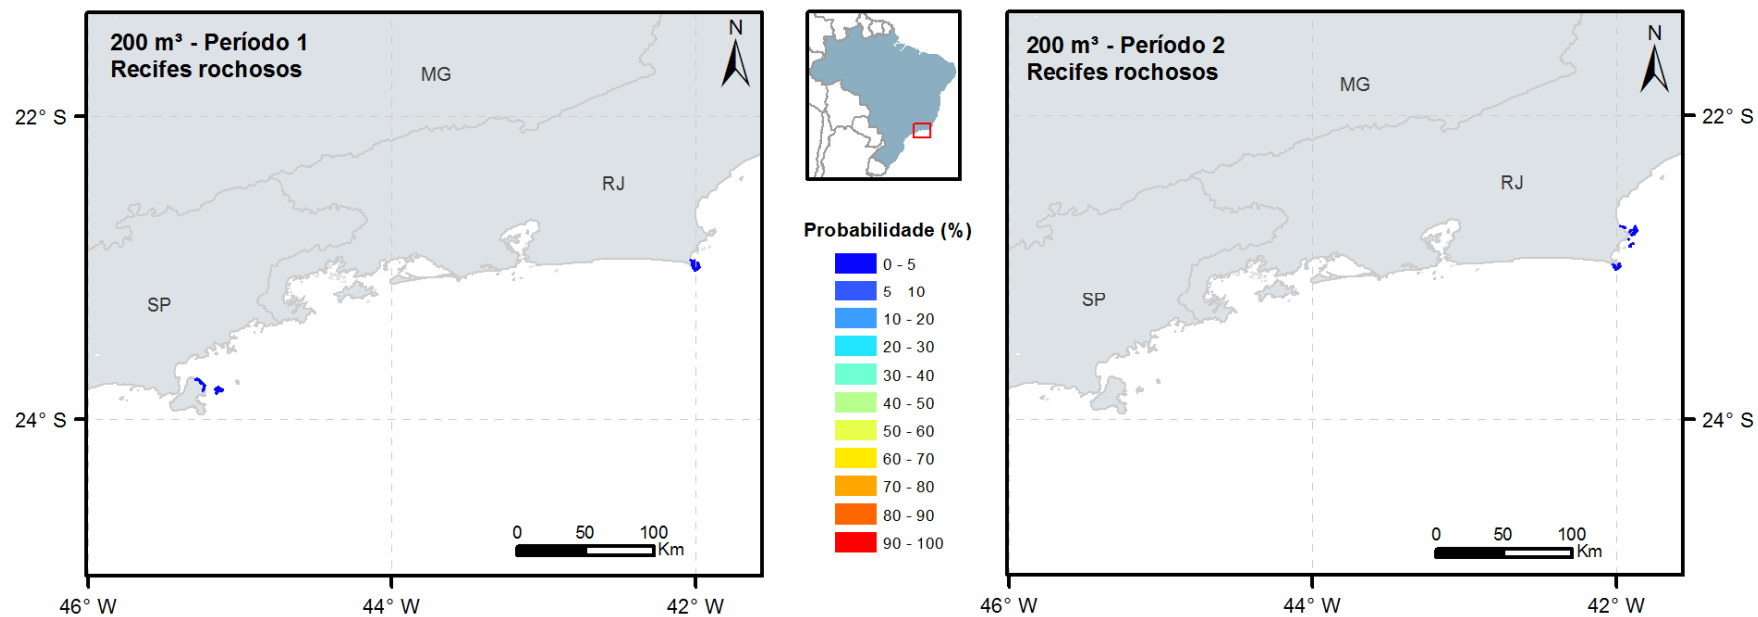 200 m³ - Período 1
Recifes rochosos
N
MG
RJ
SP
22° S
24° S
0 50 100
Km
46° W 44° W 42° W
Probabilidade (%)
0 - 5
5 10
10 - 20
20 - 30
30 - 40
40 - 50
50 - 60
60 - 70
70 - 80
80 - 90
90 - 100
200 m³ - Período 2
Recifes rochosos
N
MG
RJ
SP
22° S
24° S
0 50 100
Km
46° W 44° W 42° W